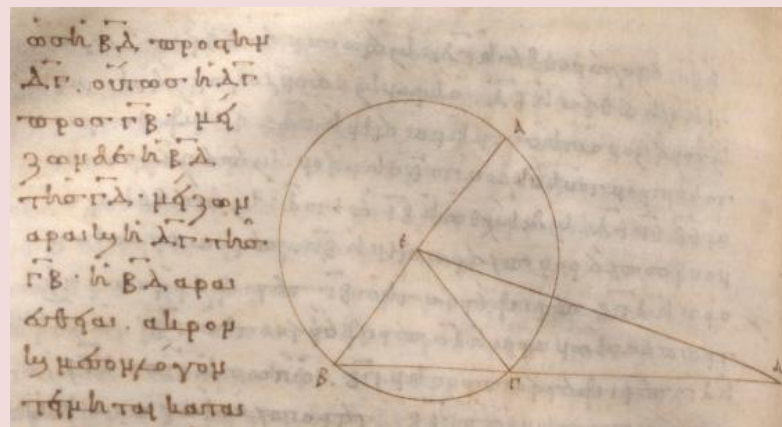 ὡς ἡ ΒΔ πρὸς τὴν
ΔΓ, οὕτως ἡ ΔΓ
πρὸς ΓΒ μεί
ζων δὲ ἡ ΒΔ
τῆς ΓΔ· μείζων
ἄρα καὶ ἡ ΔΓ τῆς
ΓΒ· ἡ ΒΔ ἄρα
εὐθεῖα ἄκρον
καὶ μέσον λόγον
τέτμηται κατὰ
Α
Ε
Β
Γ
Δ